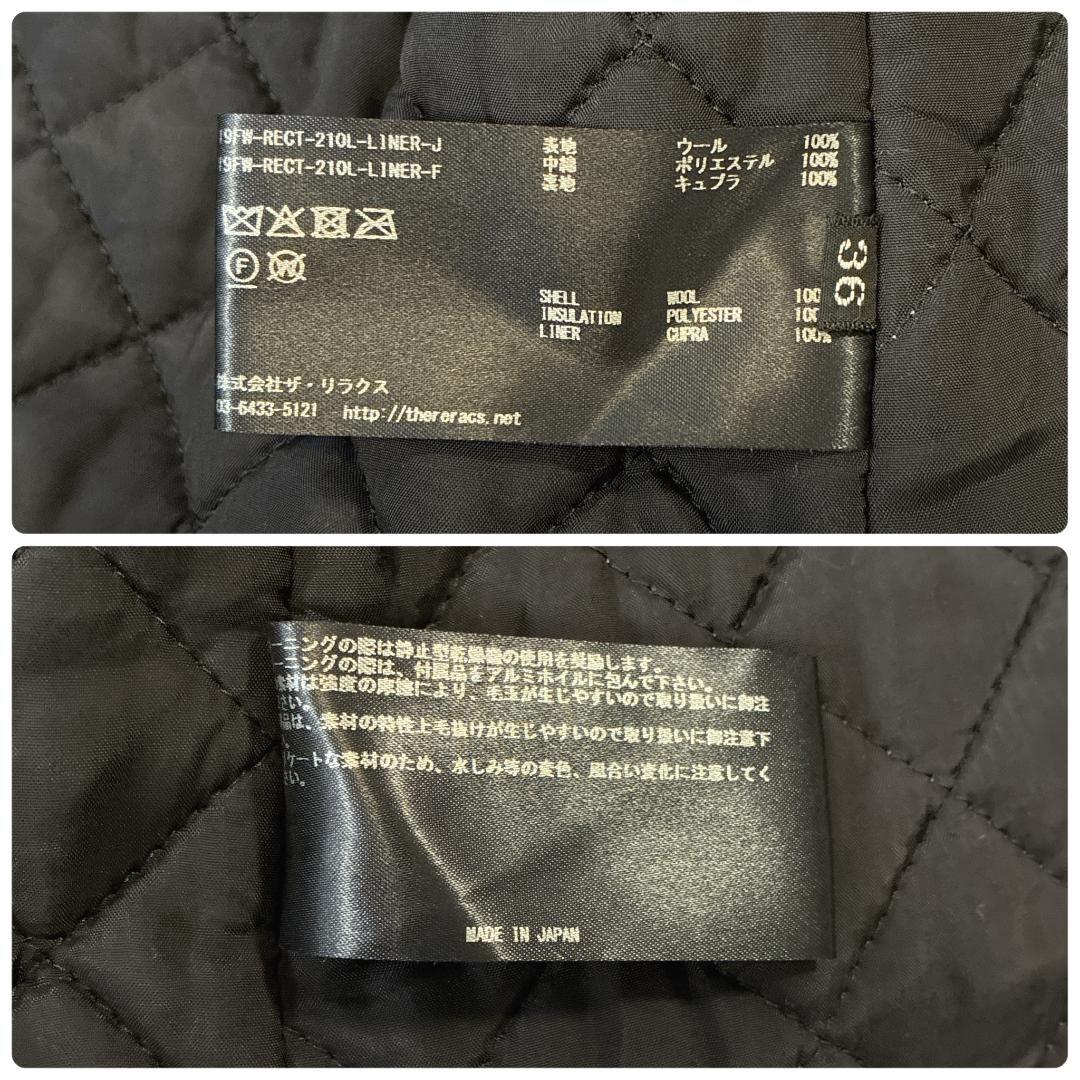 9FW-RECT-210L-LINER-J
9FW-RECT-210L-LINER-F
表地 ウール 100%
中綿 ポリエステル 100%
裏地 キュプラ 100%
36
F
W
SHELL WOOL 100
INSULATION POLYESTER 100
LINER CUPRA 100%
株式会社ザ・リラクス
03-6433-5121 http://thereracs.net
ーニングの際は静止型乾燥機の使用を奨励します。
ーニングの際は、付属品をアルミホイルに包んで下さい。
素材は強度の摩擦により、毛玉が生じやすいので取り扱いに御注
さい。
品は、素材の特性上毛抜けが生じやすいので取り扱いに御注意下
ケートな素材のため、水しみ等の変色、風合い変化に注意してく
さい。
MADE IN JAPAN